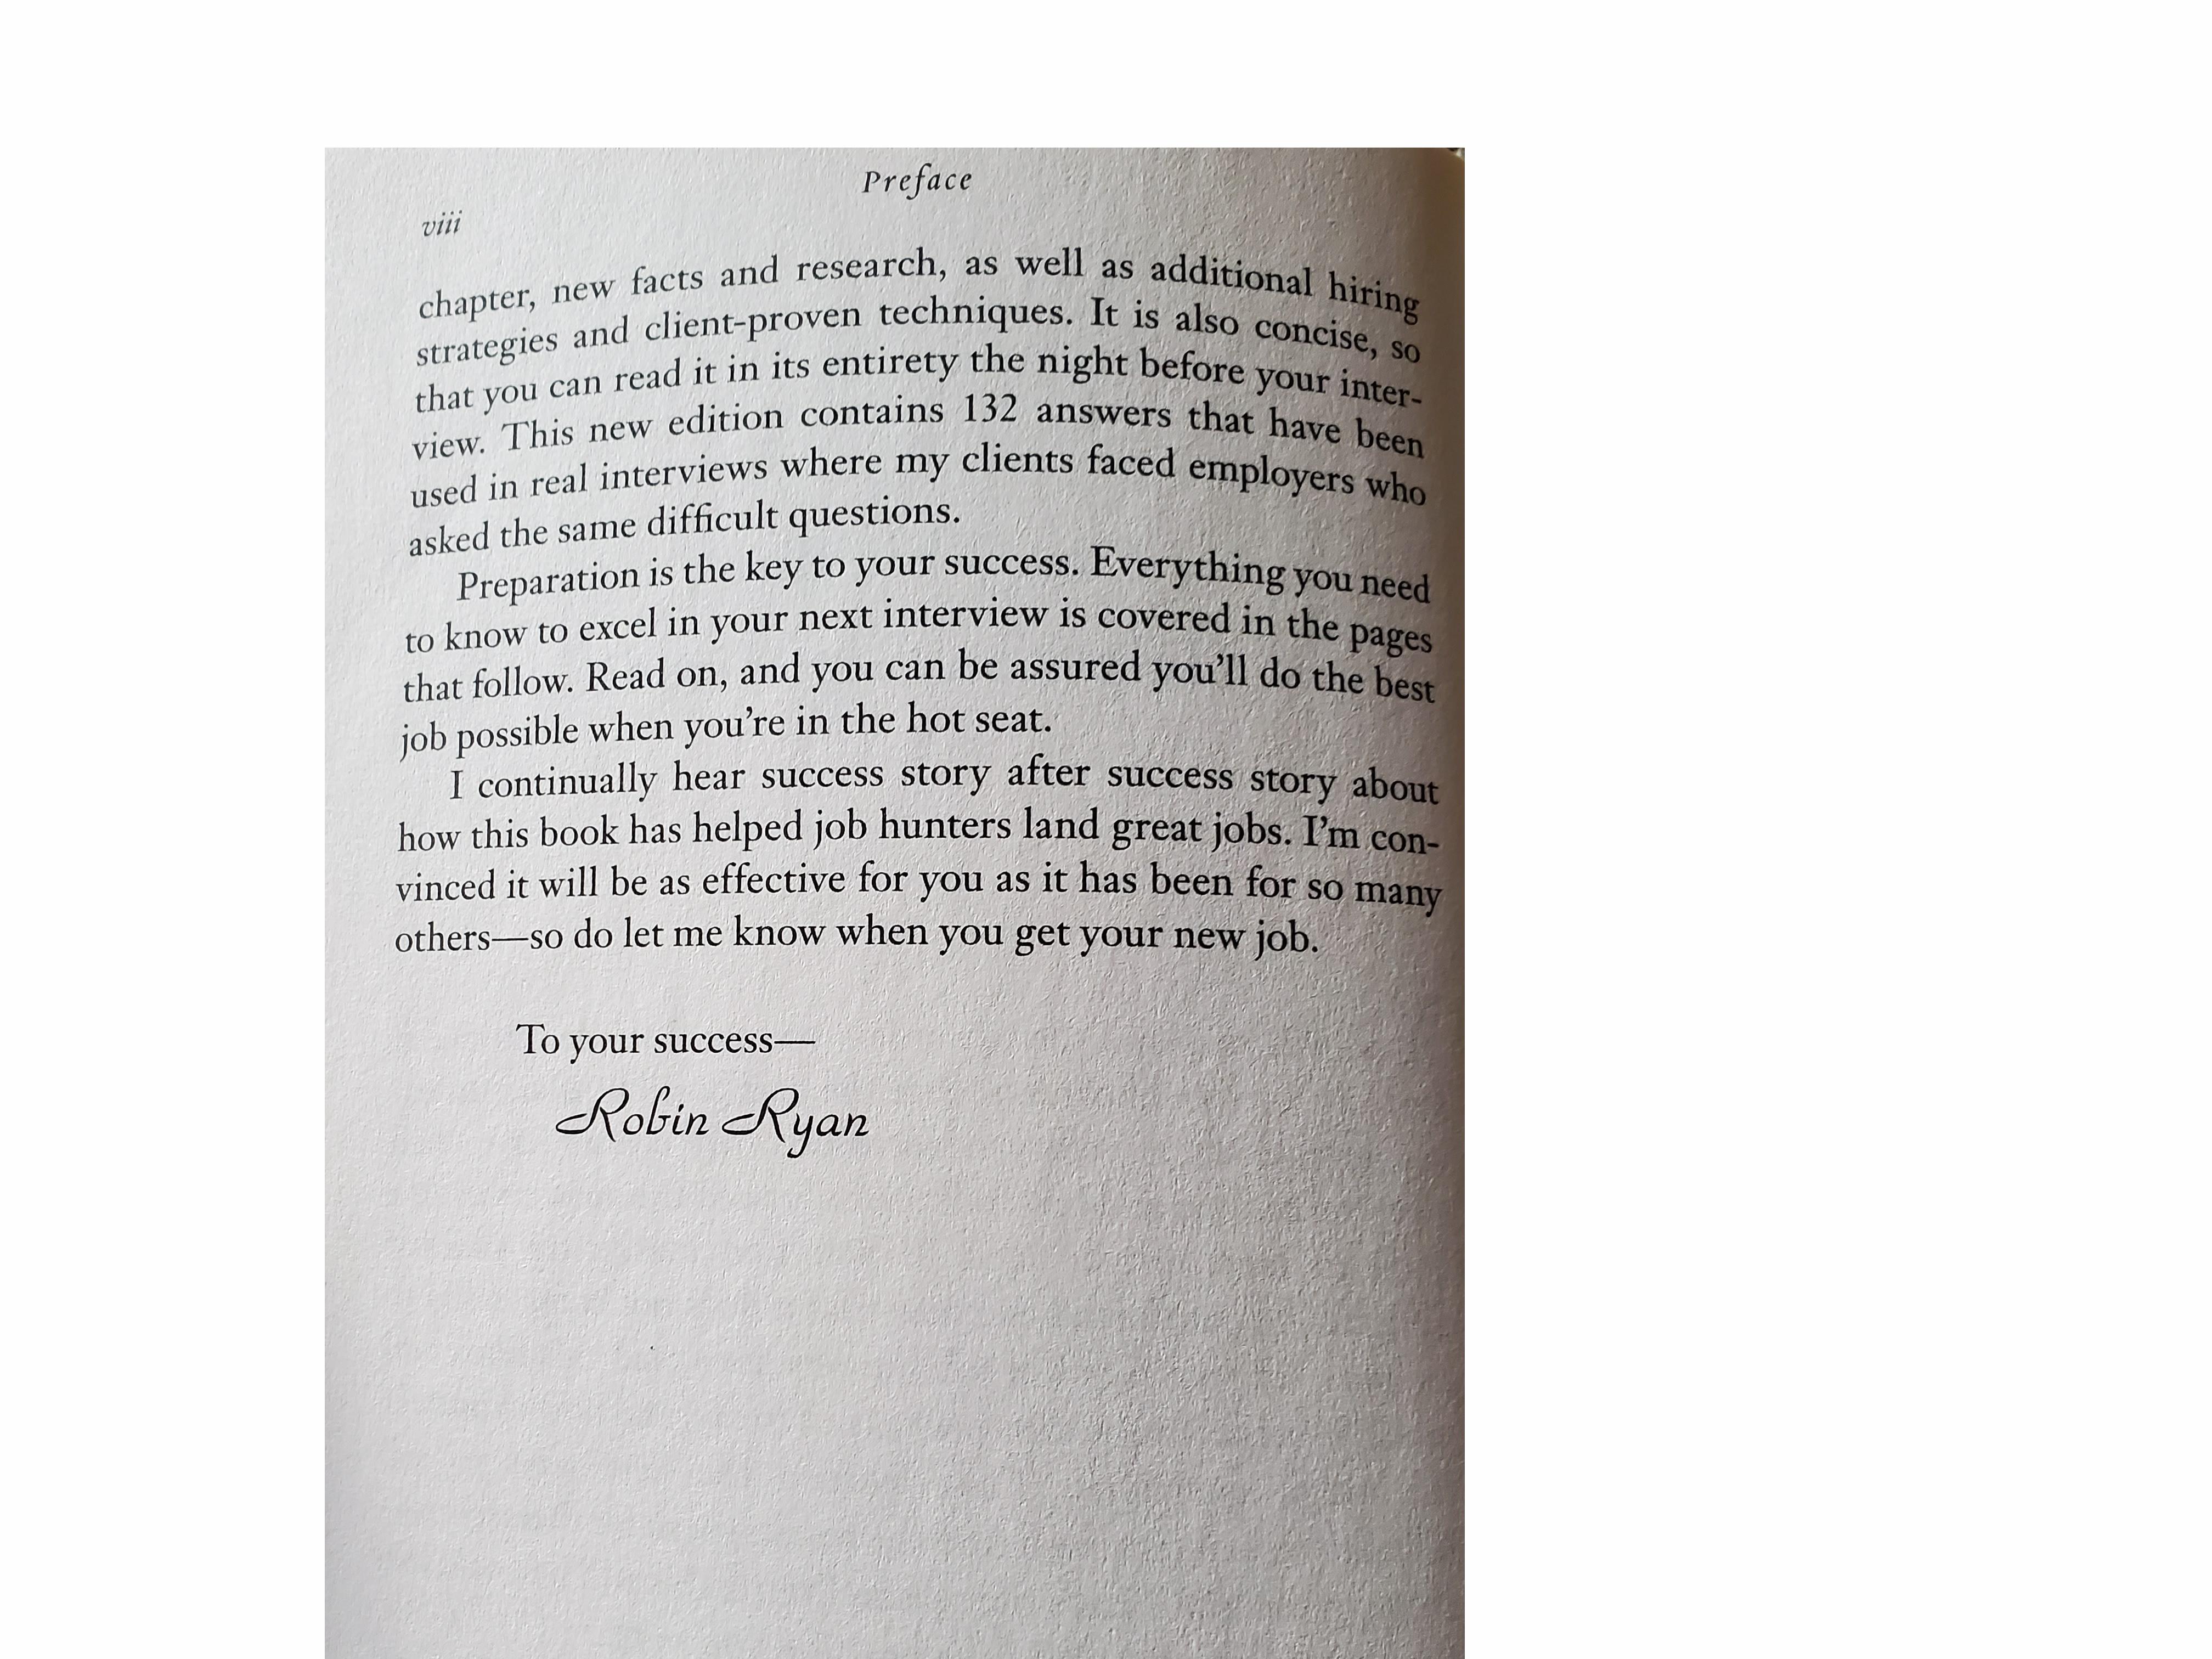 Preface
viii
chapter, new facts and research, as well as additional hiring
strategies and client-proven techniques. It is also concise, so
that you can read it in its entirety the night before your inter-
view. This new edition contains 132 answers that have been
used in real interviews where my clients faced employers who
asked the same difficult questions.
Preparation is the key to your success. Everything you need
to know to excel in your next interview is covered in the pages
that follow. Read on, and you can be assured you’ll do the best
job possible when you’re in the hot seat.
I continually hear success story after success story about
how this book has helped job hunters land great jobs. I’m con-
vinced it will be as effective for you as it has been for so many
others—so do let me know when you get your new job.
To your success—
Robin Ryan